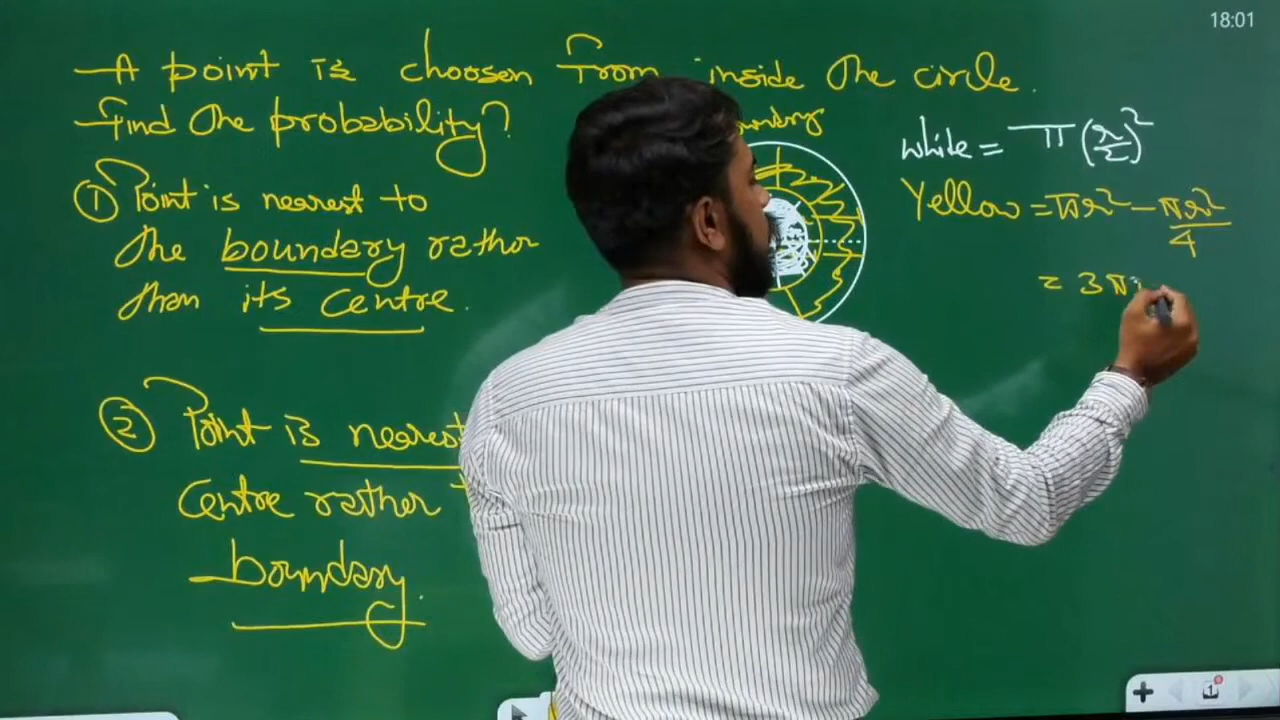 18:01
A point is choosen from inside the circle.
Find the probability?
① Point is nearest to
the boundary rather
than its centre.
② Point is nearest
Centre rather
boundary.
white = π(r/2)²
Yellow = πr² - πr²/4
= 3π
1